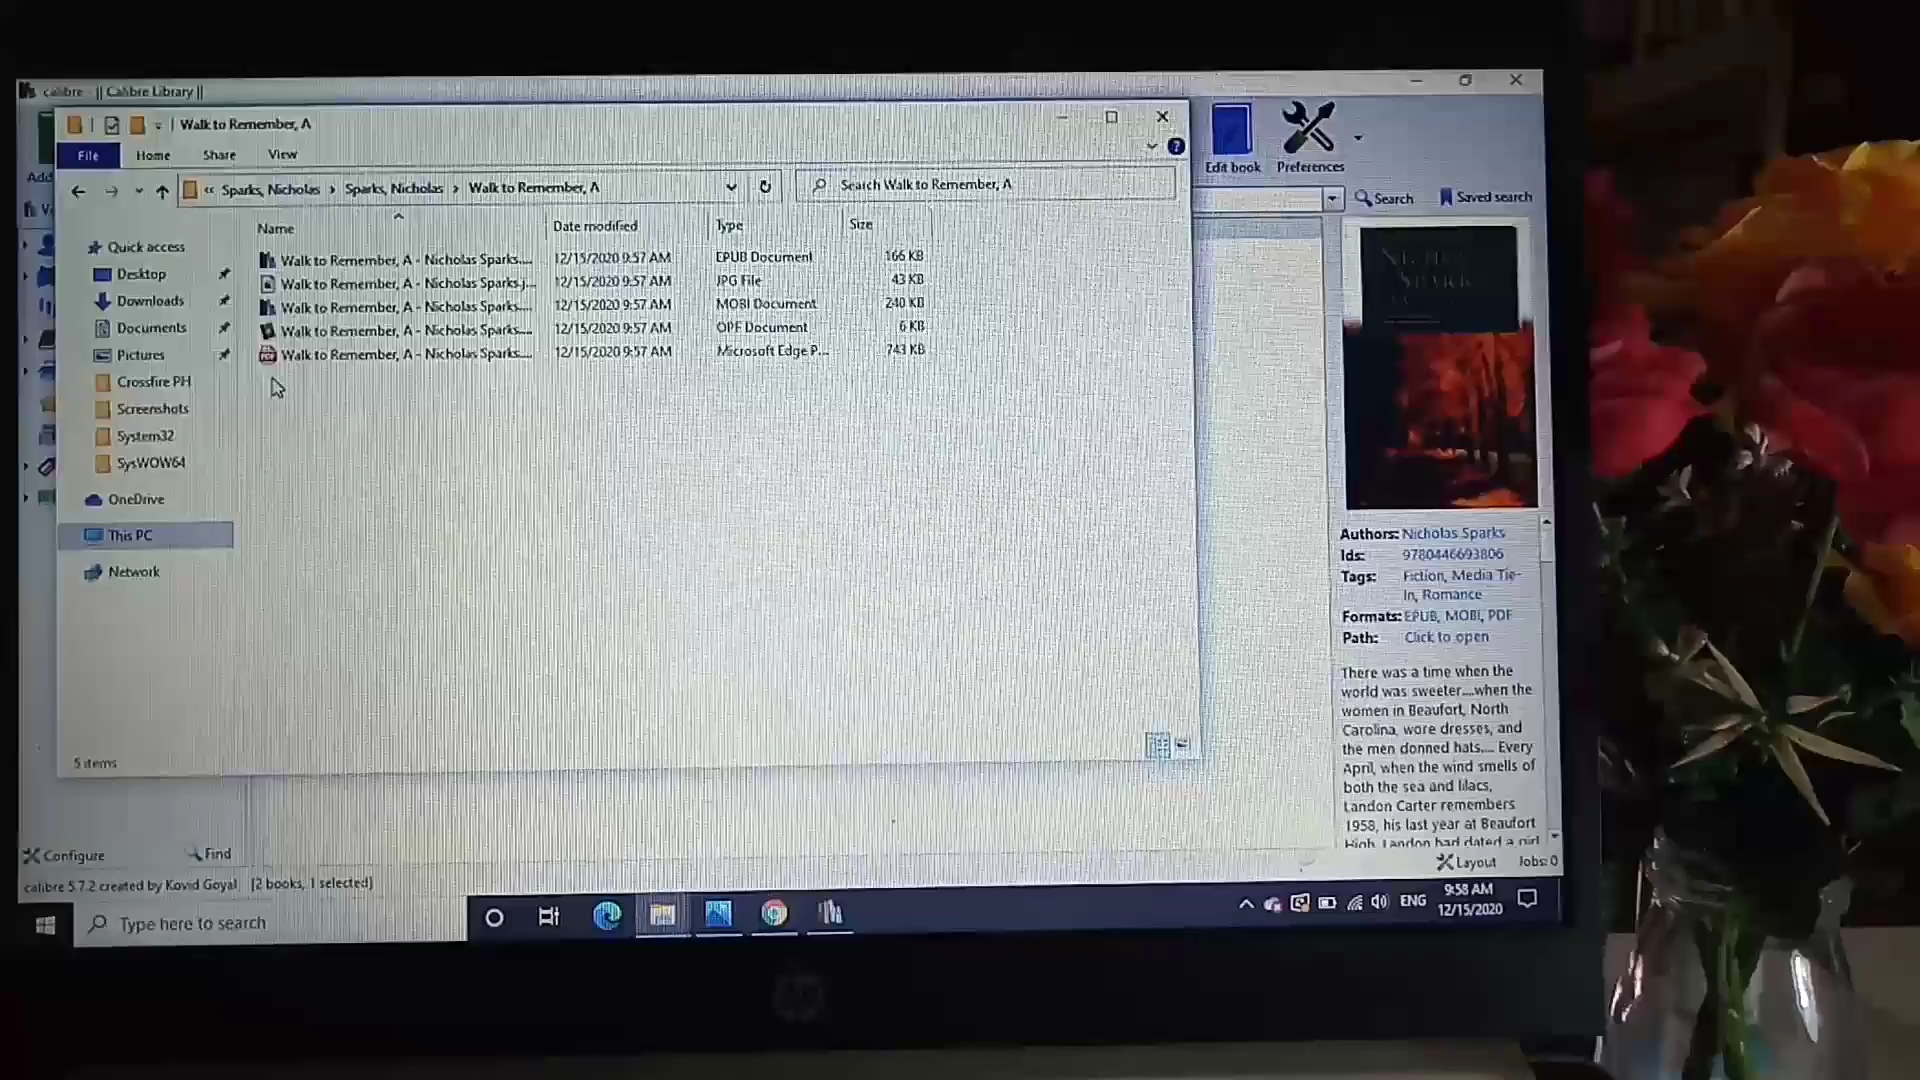 calibre - || Calibre Library ||
Walk to Remember, A
File Home Share View
Edit book Preferences
« Sparks, Nicholas > Sparks, Nicholas > Walk to Remember, A
Search Walk to Remember, A
Search Saved search
Add
Name Date modified Type Size
Walk to Remember, A - Nicholas Sparks.... 12/15/2020 9:57 AM EPUB Document 166 KB
Walk to Remember, A - Nicholas Sparks.j... 12/15/2020 9:57 AM JPG File 43 KB
Walk to Remember, A - Nicholas Sparks.... 12/15/2020 9:57 AM MOBI Document 240 KB
Walk to Remember, A - Nicholas Sparks.... 12/15/2020 9:57 AM OPF Document 6 KB
Walk to Remember, A - Nicholas Sparks.... 12/15/2020 9:57 AM Microsoft Edge P... 743 KB
Quick access
Desktop
Downloads
Documents
Pictures
Crossfire PH
Screenshots
System32
SysWOW64
OneDrive
This PC
Network
5 items
Authors: Nicholas Sparks
Ids: 9780446693806
Tags: Fiction, Media Tie-
In, Romance
Formats: EPUB, MOBI, PDF
Path: Click to open
There was a time when the
world was sweeter....when the
women in Beaufort, North
Carolina, wore dresses, and
the men donned hats.... Every
April, when the wind smells of
both the sea and lilacs,
Landon Carter remembers
1958, his last year at Beaufort
High. Landon had dated a girl
Configure Find
Layout Jobs: 0
calibre 5.7.2 created by Kovid Goyal [2 books, 1 selected]
Type here to search
ENG
9:58 AM
12/15/2020
hp